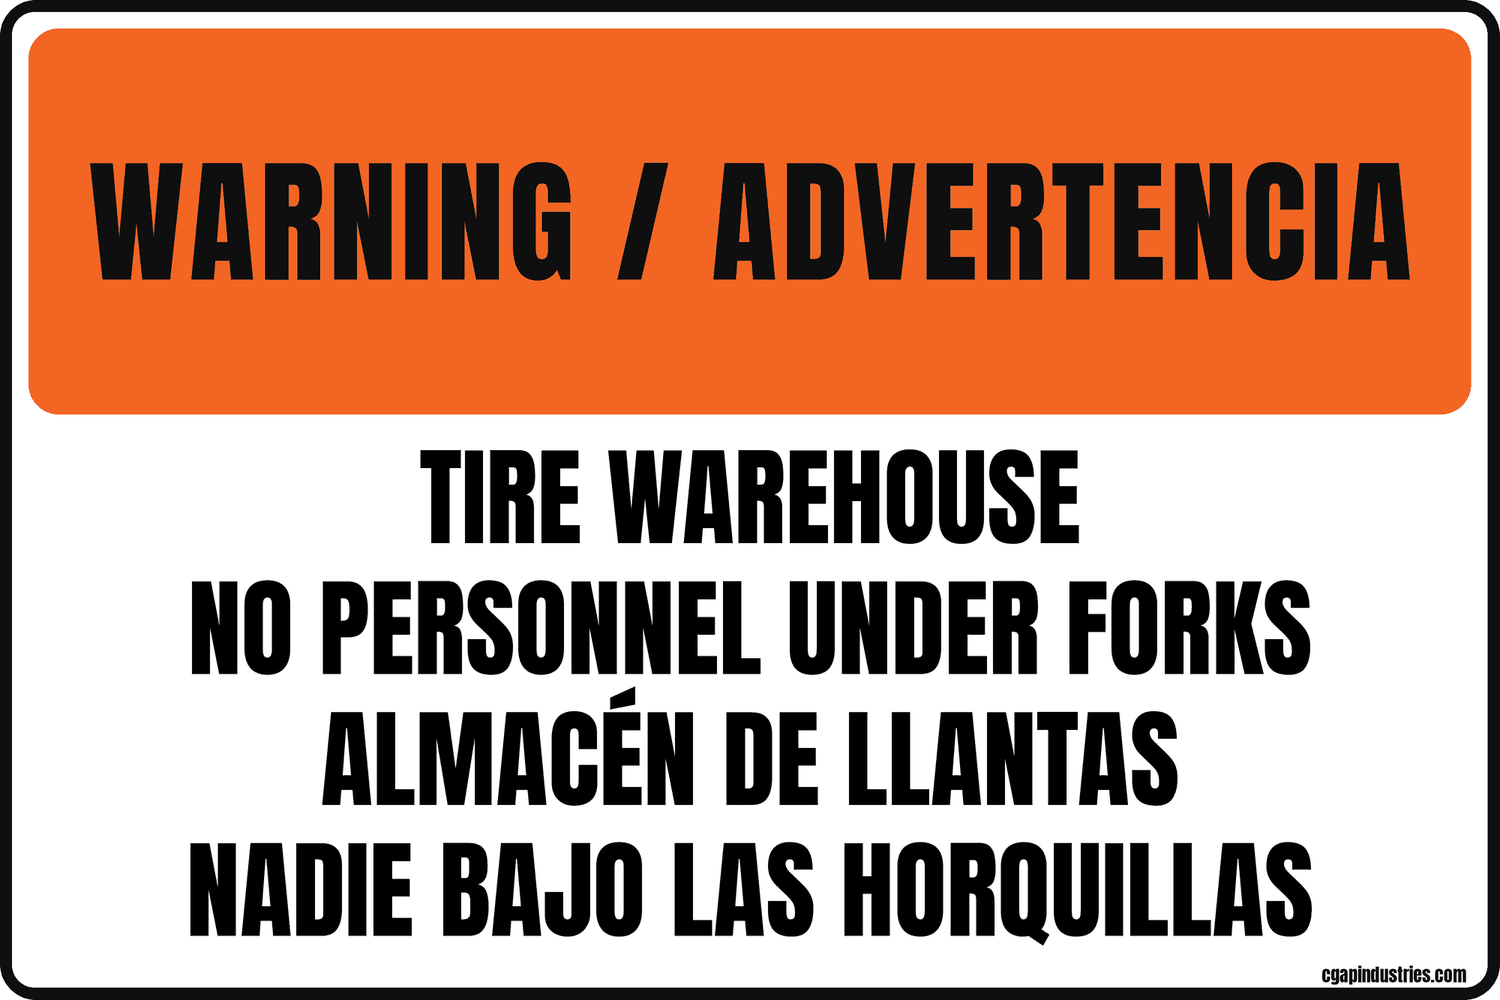 WARNING / ADVERTENCIA
TIRE WAREHOUSE
NO PERSONNEL UNDER FORKS
ALMACÉN DE LLANTAS
NADIE BAJO LAS HORQUILLAS
cgapindustries.com